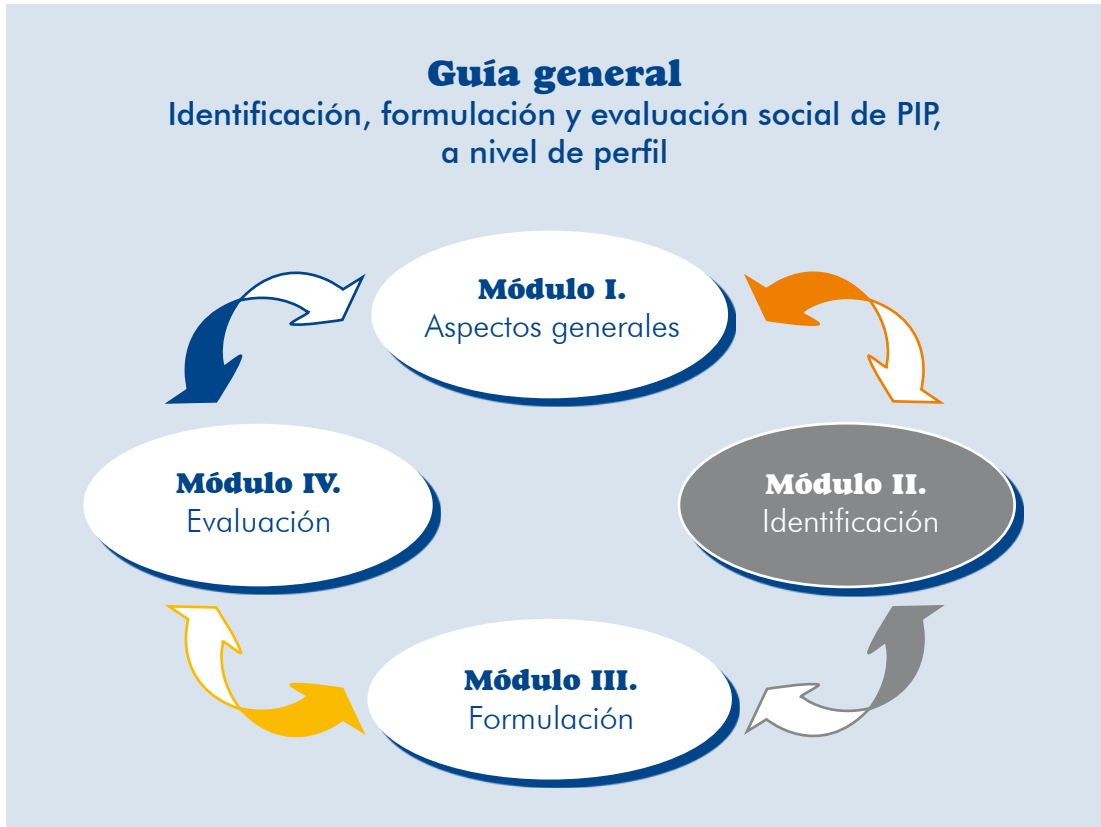 Guía general
Identificación, formulación y evaluación social de PIP,
a nivel de perfil
Módulo I.
Aspectos generales
Módulo IV.
Evaluación
Módulo II.
Identificación
Módulo III.
Formulación